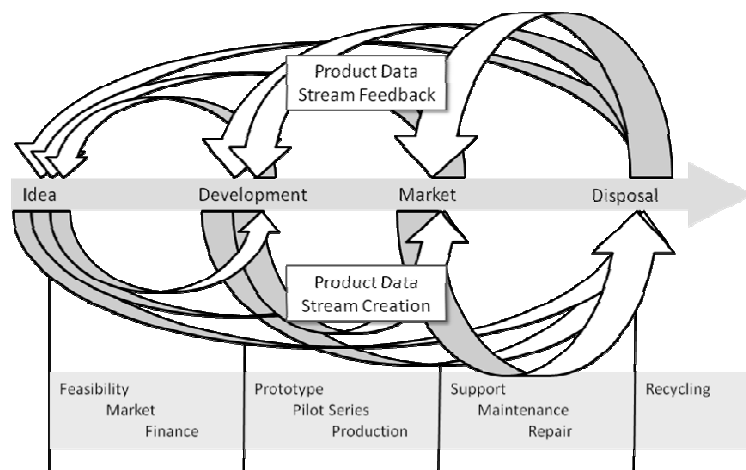 Product Data
Stream Feedback
Idea
Development
Market
Disposal
Product Data
Stream Creation
Feasibility
Market
Finance
Prototype
Pilot Series
Production
Support
Maintenance
Repair
Recycling